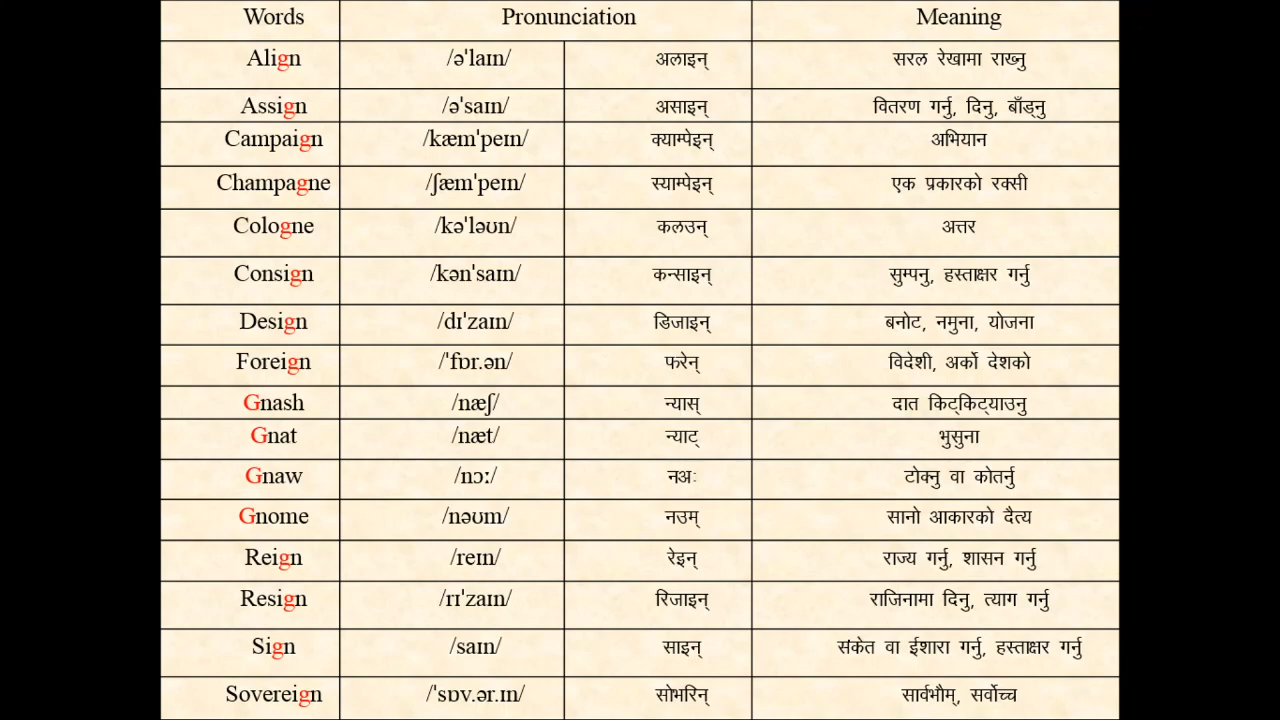 Words Pronunciation Meaning
Align /əˈlaɪn/ अलाइन् सरल रेखामा राख्नु
Assign /əˈsaɪn/ असाइन् वितरण गर्नु, दिनु, बाँड्नु
Campaign /kæmˈpeɪn/ क्याम्पेइन् अभियान
Champagne /ʃæmˈpeɪn/ स्याम्पेइन् एक प्रकारको रक्सी
Cologne /kəˈləʊn/ कलउन् अत्तर
Consign /kənˈsaɪn/ कन्साइन् सुम्पनु, हस्ताक्षर गर्नु
Design /dɪˈzaɪn/ डिजाइन् बनोट, नमुना, योजना
Foreign /ˈfɒr.ən/ फरेन् विदेशी, अर्को देशको
Gnash /næʃ/ न्यास् दात किट्किट्याउनु
Gnat /næt/ न्याट् भुसुना
Gnaw /nɔː/ नअः टोक्नु वा कोतर्नु
Gnome /nəʊm/ नउम् सानो आकारको दैत्य
Reign /reɪn/ रेइन् राज्य गर्नु, शासन गर्नु
Resign /rɪˈzaɪn/ रिजाइन् राजिनामा दिनु, त्याग गर्नु
Sign /saɪn/ साइन् संकेत वा ईशारा गर्नु, हस्ताक्षर गर्नु
Sovereign /ˈsɒv.ər.ɪn/ सोभरिन् सार्वभौम्, सर्वोच्च